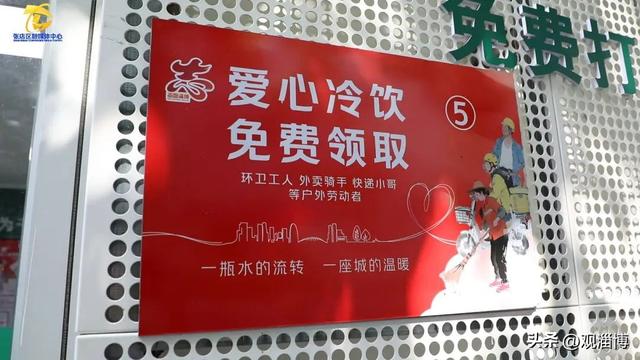 张店区融媒体中心
免费打
爱心冷饮
免费领取
⑤
环卫工人 外卖骑手 快递小哥
等户外劳动者
一瓶水的流转 一座城的温暖
头条 @观淄博